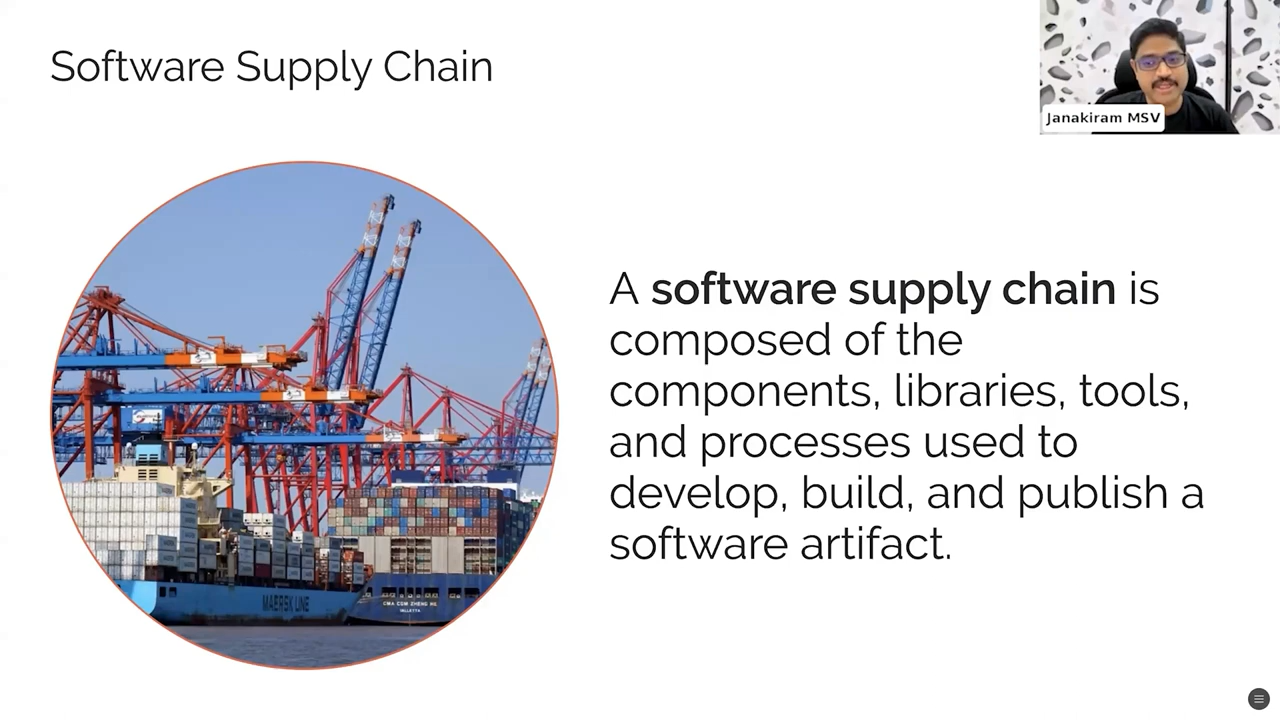 Software Supply Chain
Janakiram MSV
A software supply chain is
composed of the
components, libraries, tools,
and processes used to
develop, build, and publish a
software artifact.
MAERSK LINE
CMA CGM ZHENG HE
VALLETTA